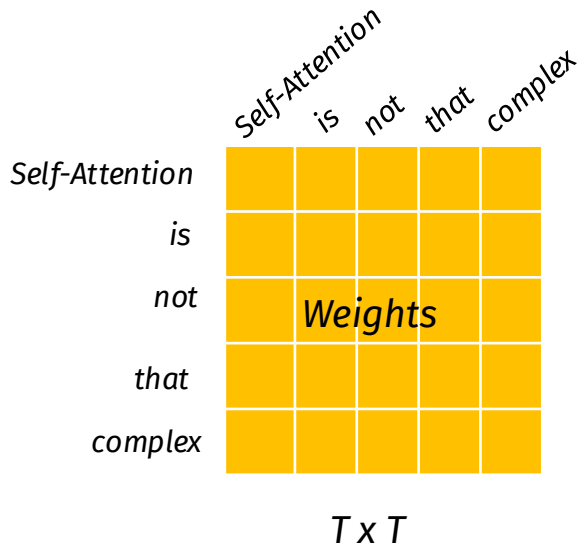 Self-Attention is not that complex
Self-Attention
is
not
Weights
that
complex
T x T